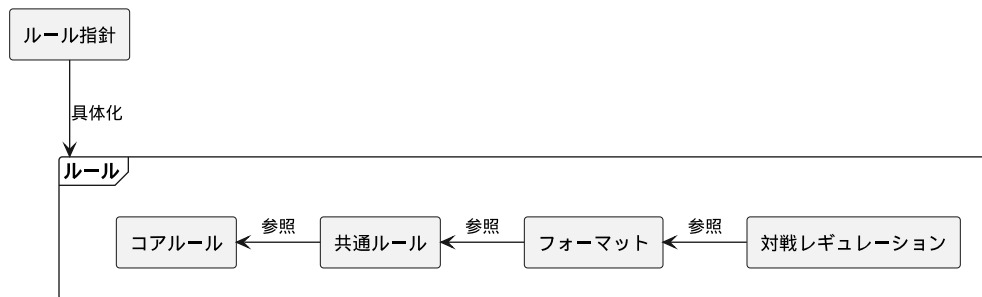 ルール指針
具体化
ルール
参照
参照
参照
コアルール
共通ルール
フォーマット
対戦レギュレーション